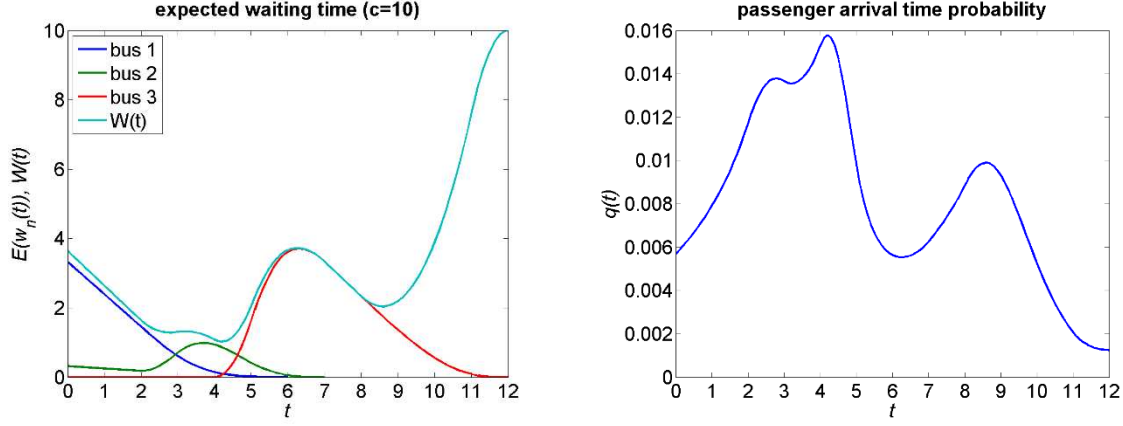 expected waiting time (c=10)
10
8
6
4
2
0
E(w_n(t)), W(t)
bus 1
bus 2
bus 3
W(t)
0 1 2 3 4 5 6 7 8 9 10 11 12
t
passenger arrival time probability
0.016
0.014
0.012
0.01
0.008
0.006
0.004
0.002
0
q(t)
0 1 2 3 4 5 6 7 8 9 10 11 12
t